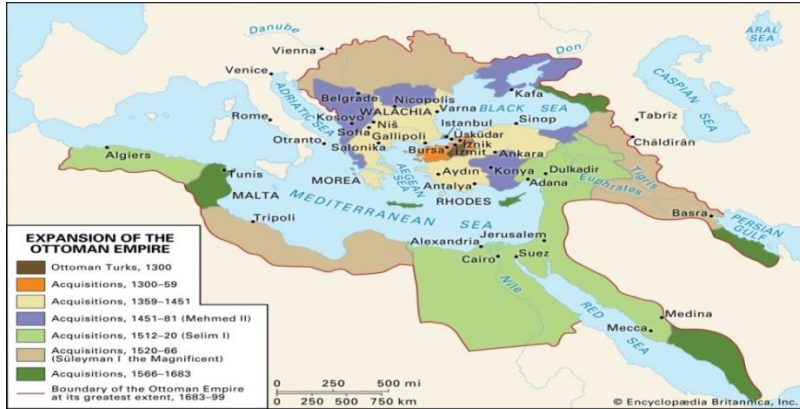 Danube
Vienna
Don
ARAL
SEA
Venice
CASPIAN SEA
ADRIATIC SEA
Belgrade
Nicopolis
Kafa
WALACHIA
BLACK SEA
Rome
Kosovo
Niš
Varna
Sofia
Istanbul
Sinop
Tabrīz
Otranto
Gallipoli
Üsküdar
İznik
Chāldirān
Salonika
Bursa
İzmit
Ankara
Algiers
AEGEAN
SEA
Aydın
Konya
Dulkadir
Tunis
MOREA
Antalya
Adana
Euphrates
Tigris
MALTA
RHODES
MEDITERRANEAN SEA
Tripoli
Basra
PERSIAN
GULF
Jerusalem
Alexandria
Cairo
Suez
Nile
RED
SEA
Medina
Mecca
EXPANSION OF THE
OTTOMAN EMPIRE
Ottoman Turks, 1300
Acquisitions, 1300–59
Acquisitions, 1359–1451
Acquisitions, 1451–81 (Mehmed II)
Acquisitions, 1512–20 (Selim I)
Acquisitions, 1520–66
(Süleyman I the Magnificent)
Acquisitions, 1566–1683
Boundary of the Ottoman Empire
at its greatest extent, 1683–99
0 250 500 mi
0 250 500 750 km
© Encyclopædia Britannica, Inc.